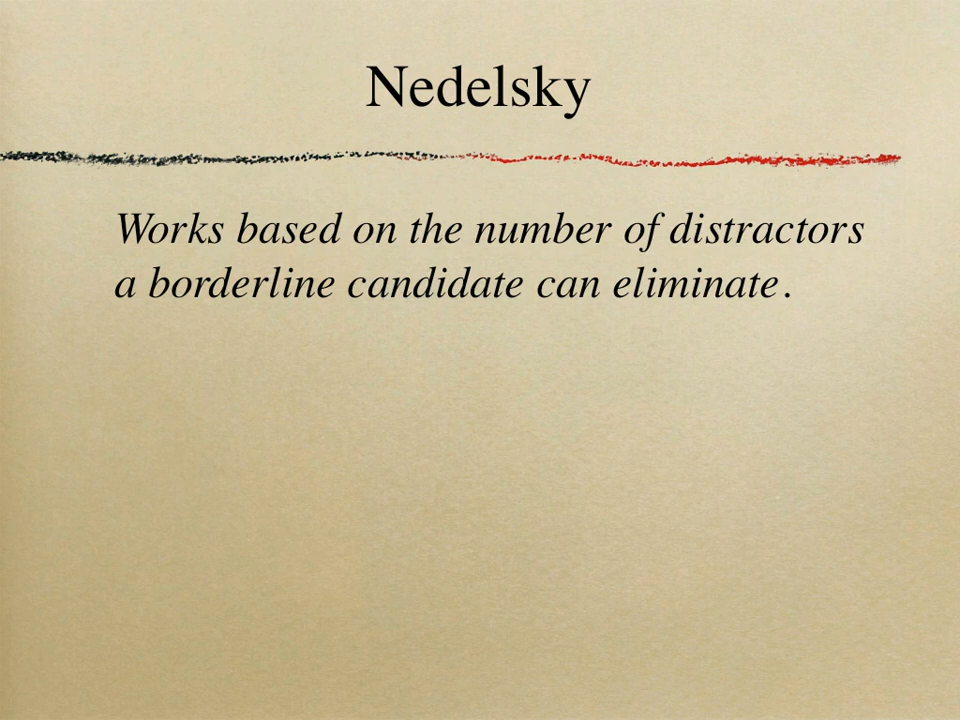 Nedelsky
Works based on the number of distractors
a borderline candidate can eliminate.